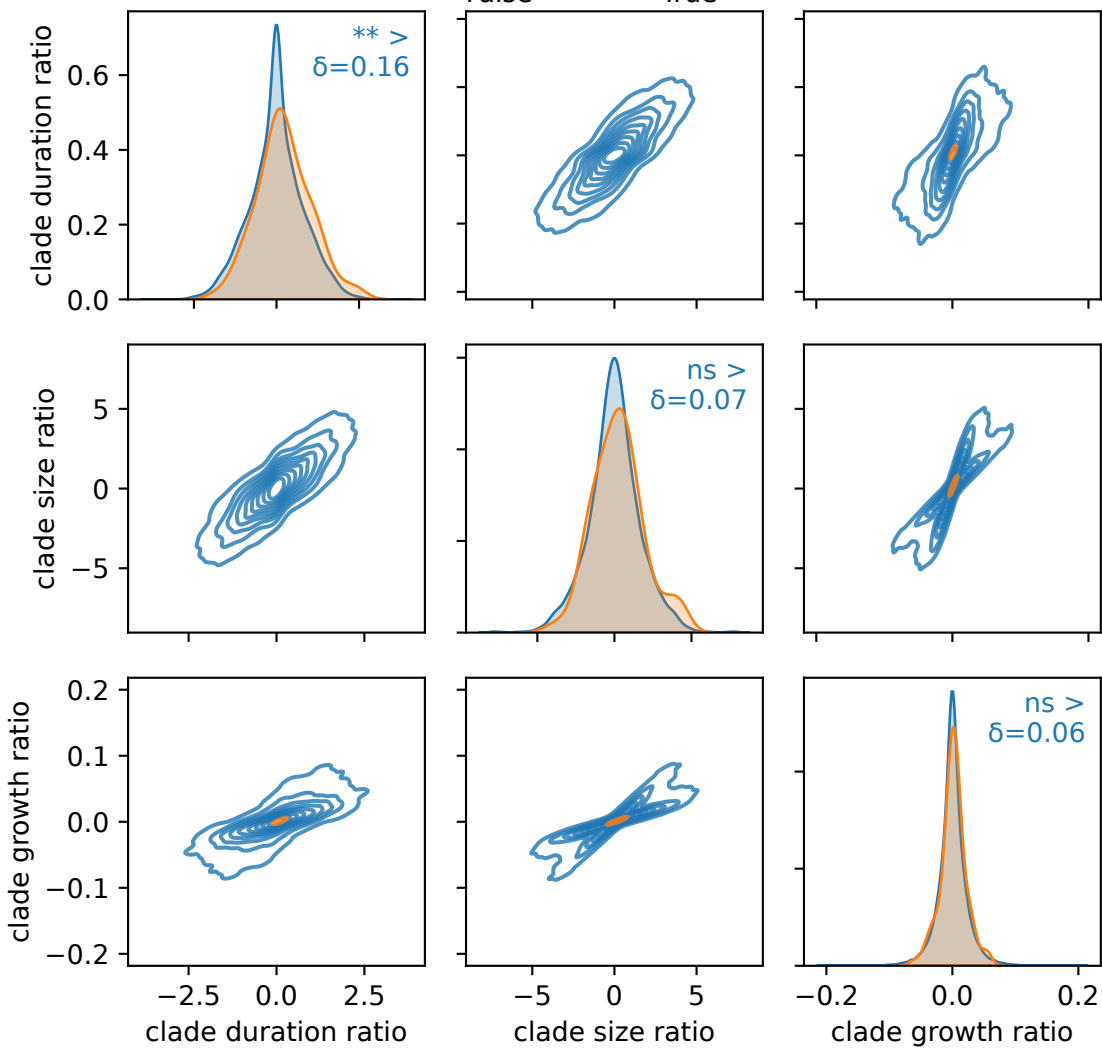 False True
clade duration ratio
0.6
0.4
0.2
0.0
** >
δ=0.16
clade size ratio
5
0
−5
ns >
δ=0.07
clade growth ratio
0.2
0.1
0.0
−0.1
−0.2
ns >
δ=0.06
−2.5 0.0 2.5
−5 0 5
−0.2 0.0 0.2
clade duration ratio
clade size ratio
clade growth ratio